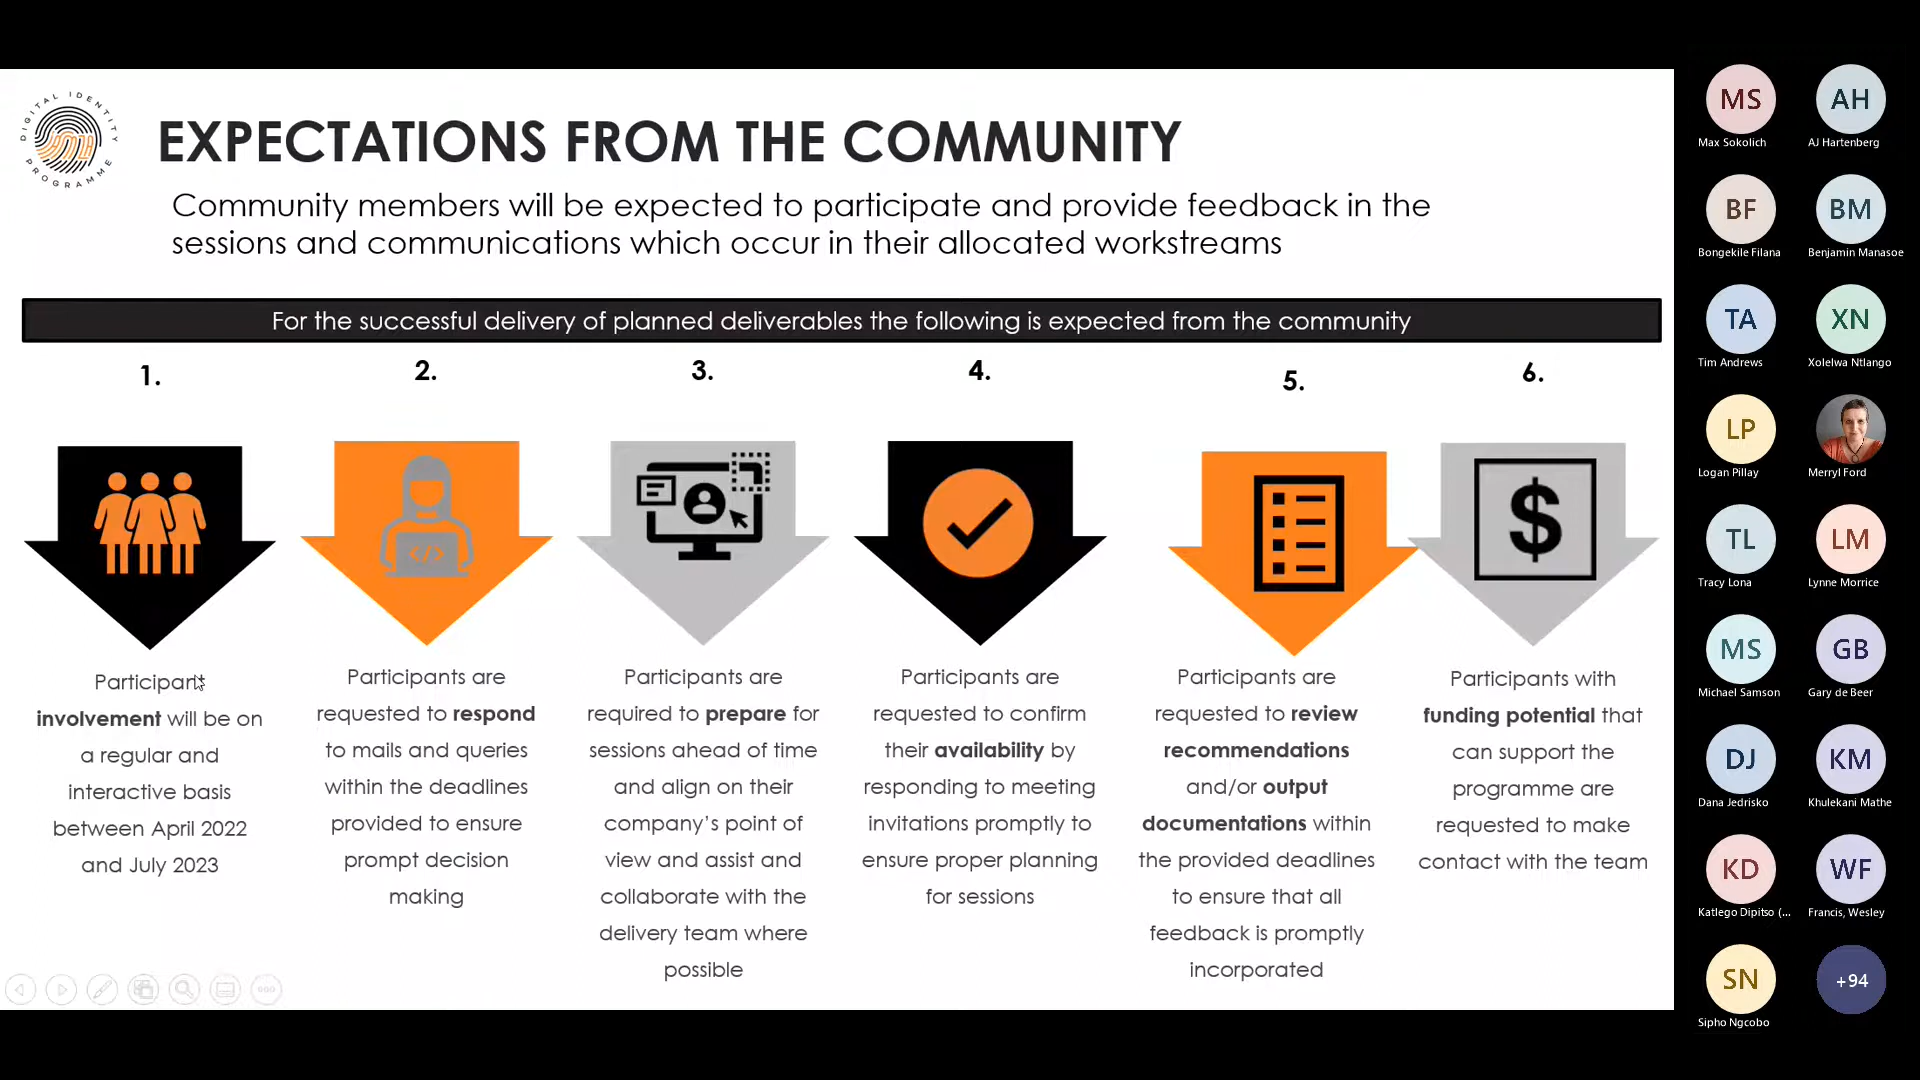 DIGITAL IDENTITY
PROGRAMME
EXPECTATIONS FROM THE COMMUNITY
Community members will be expected to participate and provide feedback in the
sessions and communications which occur in their allocated workstreams
For the successful delivery of planned deliverables the following is expected from the community
1.
Participant
involvement will be on
a regular and
interactive basis
between April 2022
and July 2023
2.
</>
Participants are
requested to respond
to mails and queries
within the deadlines
provided to ensure
prompt decision
making
3.
Participants are
required to prepare for
sessions ahead of time
and align on their
company’s point of
view and assist and
collaborate with the
delivery team where
possible
4.
Participants are
requested to confirm
their availability by
responding to meeting
invitations promptly to
ensure proper planning
for sessions
5.
Participants are
requested to review
recommendations
and/or output
documentations within
the provided deadlines
to ensure that all
feedback is promptly
incorporated
6.
$
Participants with
funding potential that
can support the
programme are
requested to make
contact with the team
MS
Max Sokolich
AH
AJ Hartenberg
BF
Bongekile Filana
BM
Benjamin Manasoe
TA
Tim Andrews
XN
Xolelwa Ntlango
LP
Logan Pillay
Merryl Ford
TL
Tracy Lona
LM
Lynne Morrice
MS
Michael Samson
GB
Gary de Beer
DJ
Dana Jedrisko
KM
Khulekani Mathe
KD
Katlego Dipitso (...
WF
Francis, Wesley
SN
Sipho Ngcobo
+94